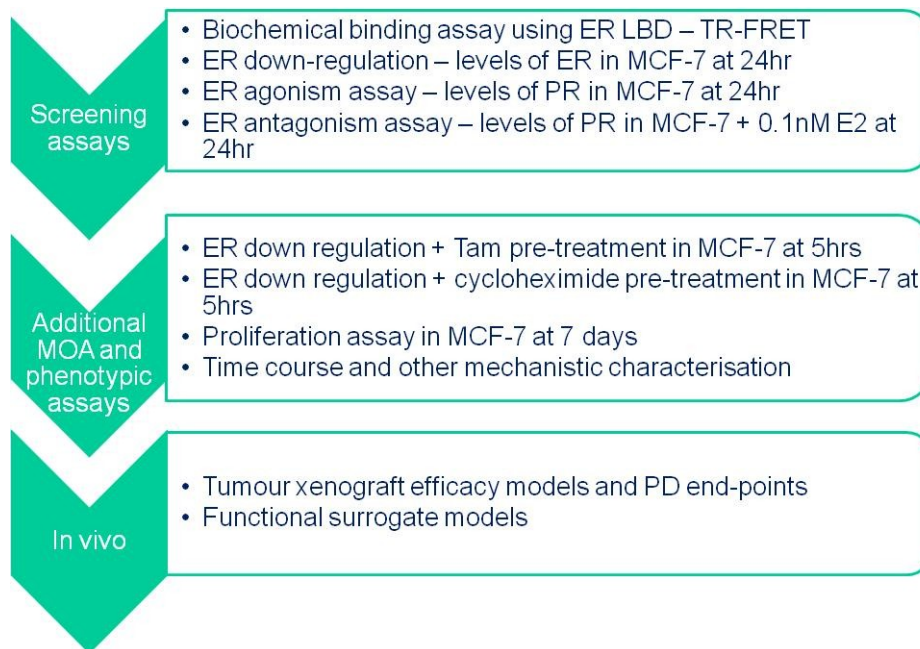 Screening
assays
• Biochemical binding assay using ER LBD – TR-FRET
• ER down-regulation – levels of ER in MCF-7 at 24hr
• ER agonism assay – levels of PR in MCF-7 at 24hr
• ER antagonism assay – levels of PR in MCF-7 + 0.1nM E2 at
24hr
Additional
MOA and
phenotypic
assays
• ER down regulation + Tam pre-treatment in MCF-7 at 5hrs
• ER down regulation + cycloheximide pre-treatment in MCF-7 at
5hrs
• Proliferation assay in MCF-7 at 7 days
• Time course and other mechanistic characterisation
In vivo
• Tumour xenograft efficacy models and PD end-points
• Functional surrogate models